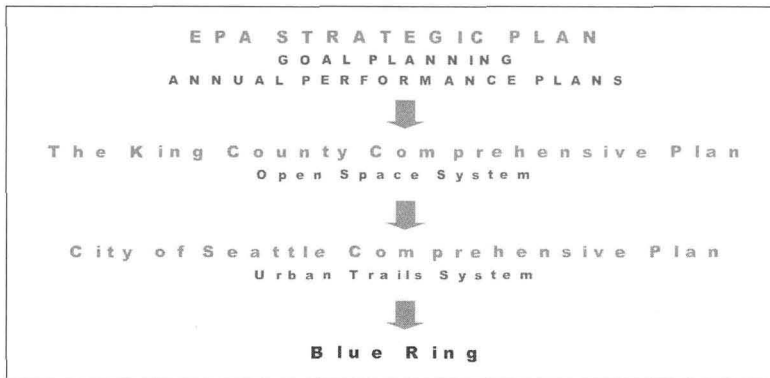 EPA STRATEGIC PLAN
GOAL PLANNING
ANNUAL PERFORMANCE PLANS
The King County Comprehensive Plan
Open Space System
City of Seattle Comprehensive Plan
Urban Trails System
Blue Ring